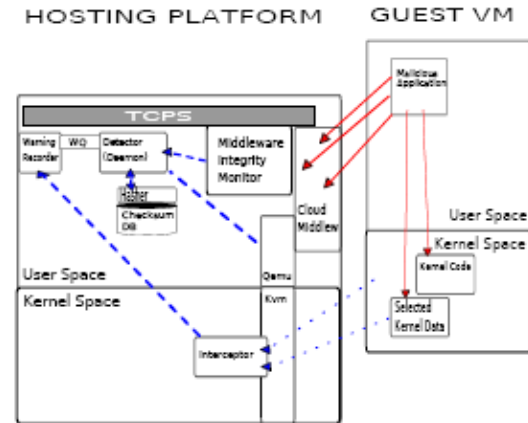 HOSTING PLATFORM
GUEST VM
TCPS
Warning
Recorder
WQ
Detector
(Daemon)
Hasher
Checksum
DB
Middleware
Integrity
Monitor
Cloud
Middlew
User Space
Qemu
Kernel Space
Kvm
Interceptor
Malicious
Application
User Space
Kernel Space
Kernel Code
Selected
Kernel Data